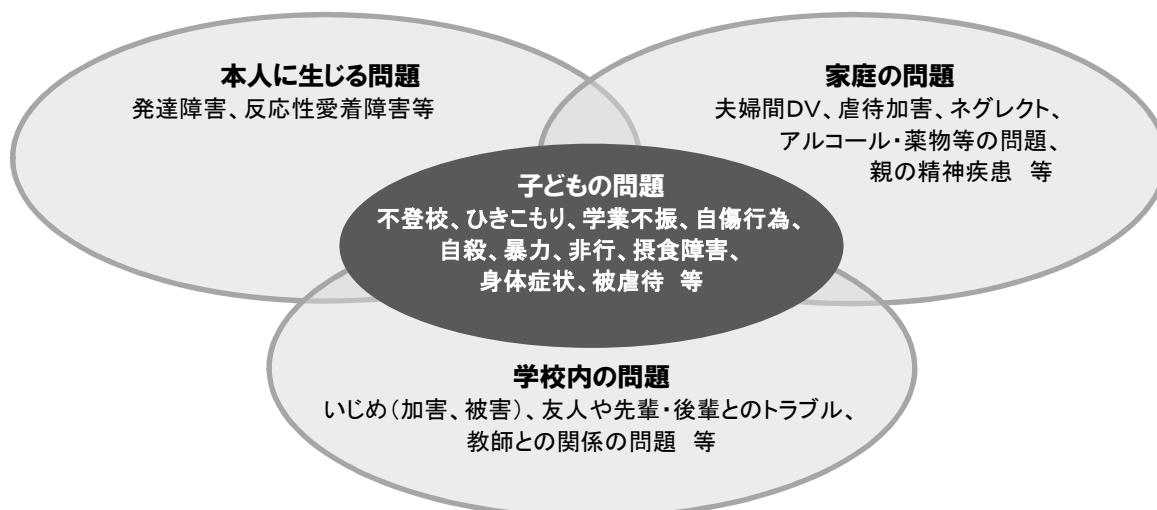 本人に生じる問題
発達障害、反応性愛着障害等
家庭の問題
夫婦間DV、虐待加害、ネグレクト、
アルコール・薬物等の問題、
親の精神疾患　等
子どもの問題
不登校、ひきこもり、学業不振、自傷行為、
自殺、暴力、非行、摂食障害、
身体症状、被虐待　等
学校内の問題
いじめ（加害、被害）、友人や先輩・後輩とのトラブル、
教師との関係の問題　等